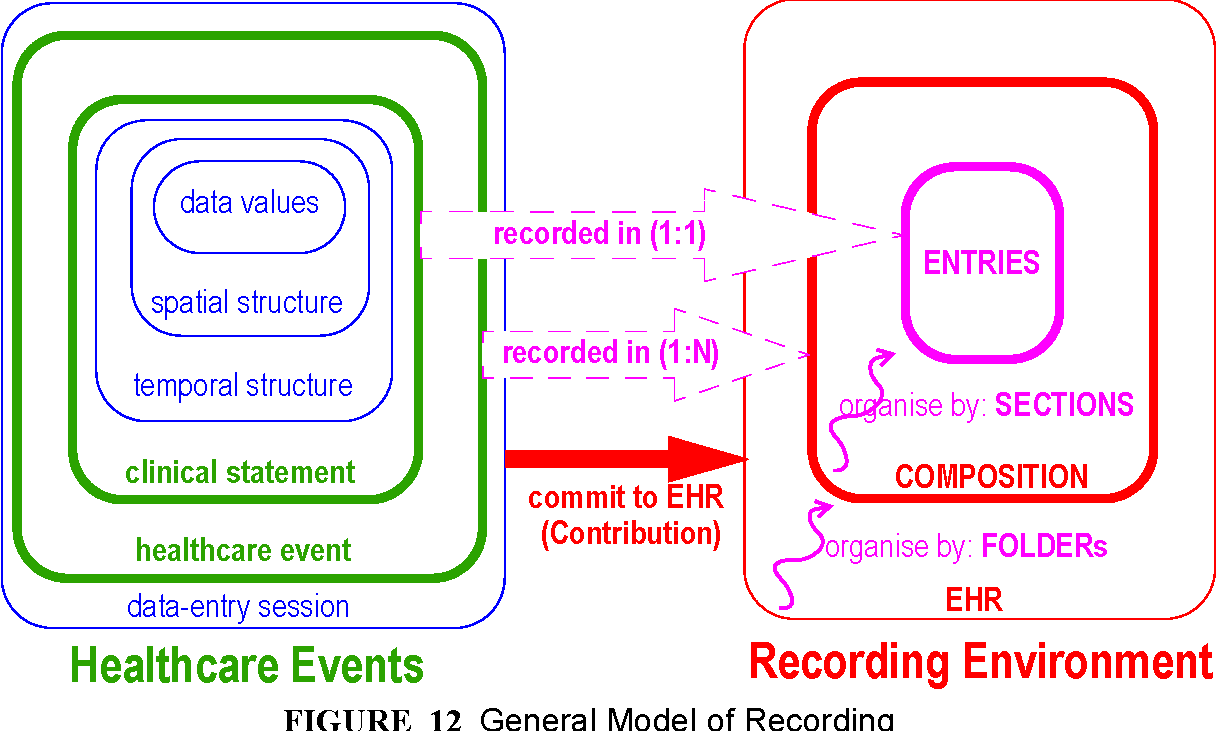 data values
spatial structure
temporal structure
clinical statement
healthcare event
data-entry session
Healthcare Events
recorded in (1:1)
recorded in (1:N)
commit to EHR
(Contribution)
ENTRIES
organise by: SECTIONS
COMPOSITION
organise by: FOLDERs
EHR
Recording Environment
FIGURE 12 General Model of Recording